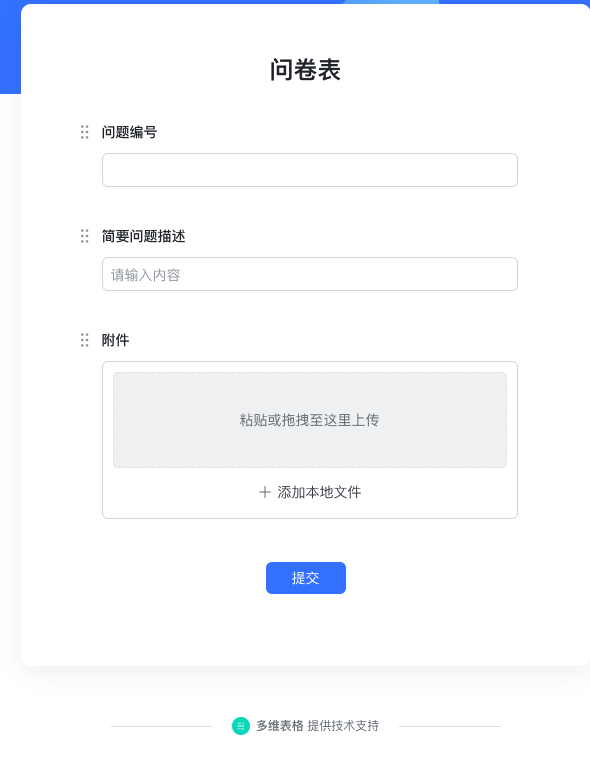 问卷表
问题编号
简要问题描述
请输入内容
附件
粘贴或拖拽至这里上传
添加本地文件
提交
多维表格 提供技术支持